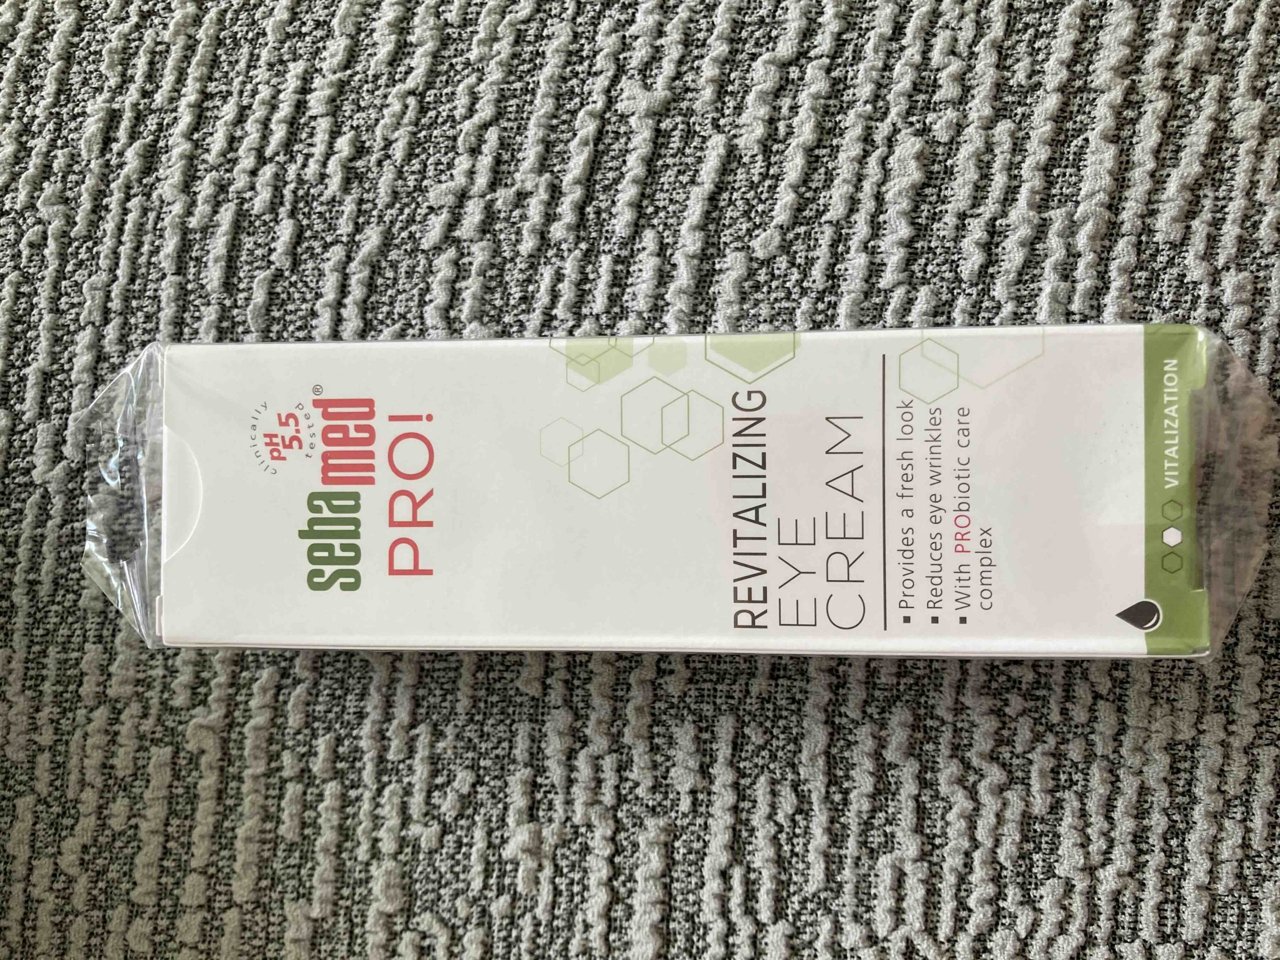 clinically
pH
5.5
tested
sebamed®
PRO!
REVITALIZING
EYE
CREAM
▪ Provides a fresh look
▪ Reduces eye wrinkles
▪ With PRObiotic care
complex
VITALIZATION